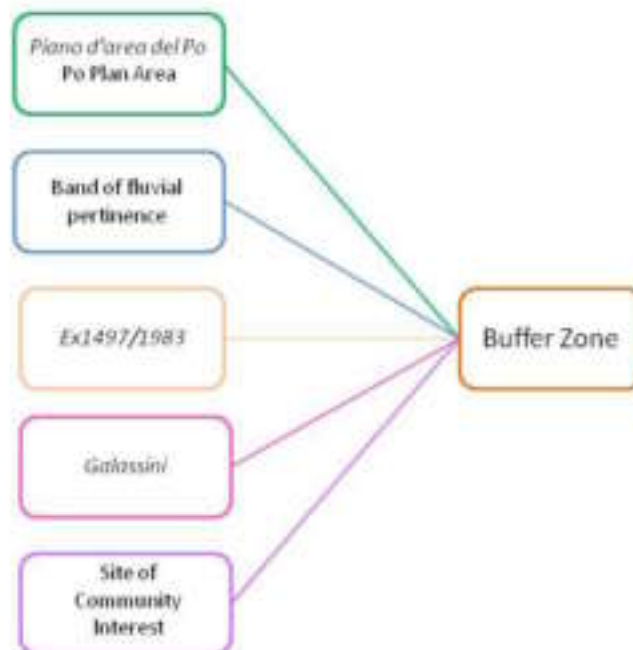 Piano d'area del Po
Po Plan Area
Band of fluvial
pertinence
Ex1497/1983
Galassini
Site of
Community
Interest
Buffer Zone